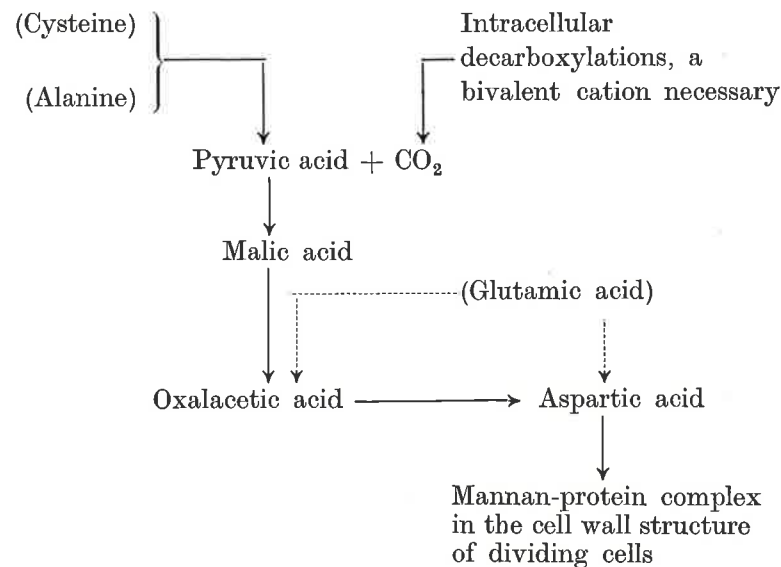 (Cysteine)
(Alanine)
Intracellular
decarboxylations, a
bivalent cation necessary
Pyruvic acid + CO₂
Malic acid
(Glutamic acid)
Oxalacetic acid
Aspartic acid
Mannan-protein complex
in the cell wall structure
of dividing cells